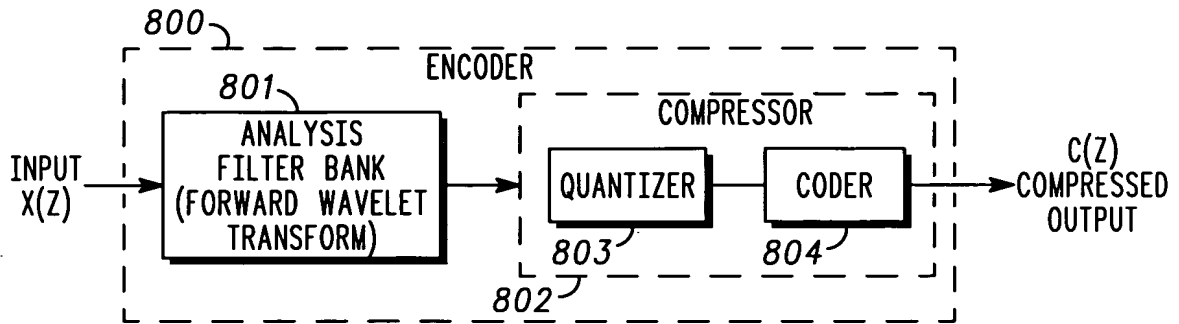 800
ENCODER
801
ANALYSIS
FILTER BANK
(FORWARD WAVELET
TRANSFORM)
INPUT
X(Z)
COMPRESSOR
QUANTIZER
CODER
803
804
802
C(Z)
COMPRESSED
OUTPUT